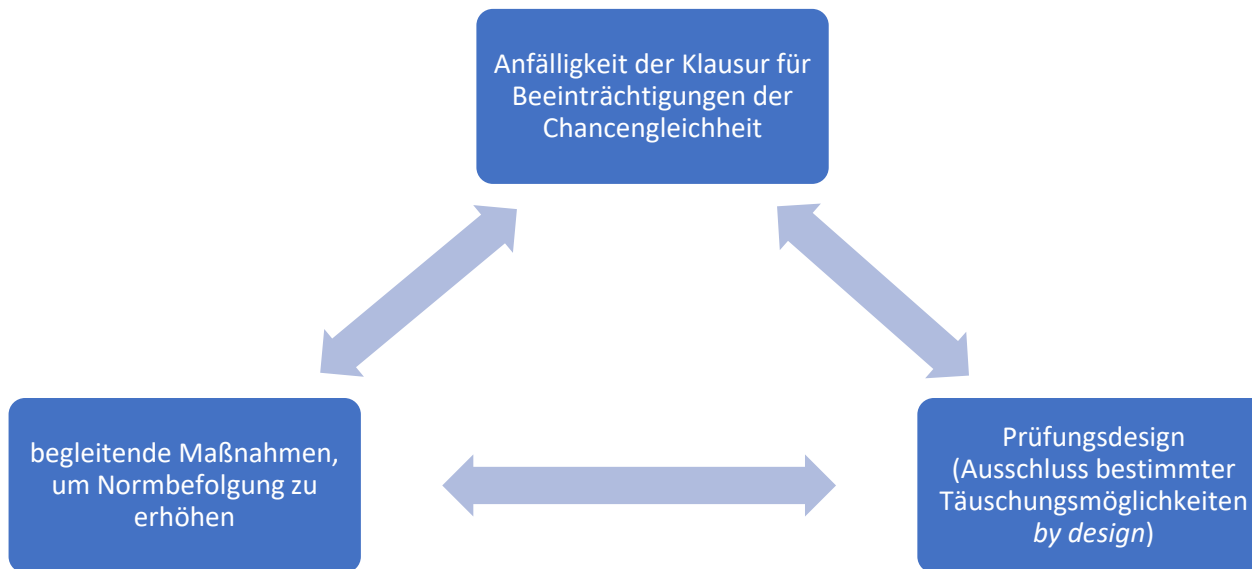 Anfälligkeit der Klausur für
Beeinträchtigungen der
Chancengleichheit
begleitende Maßnahmen,
um Normbefolgung zu
erhöhen
Prüfungsdesign
(Ausschluss bestimmter
Täuschungsmöglichkeiten
by design)